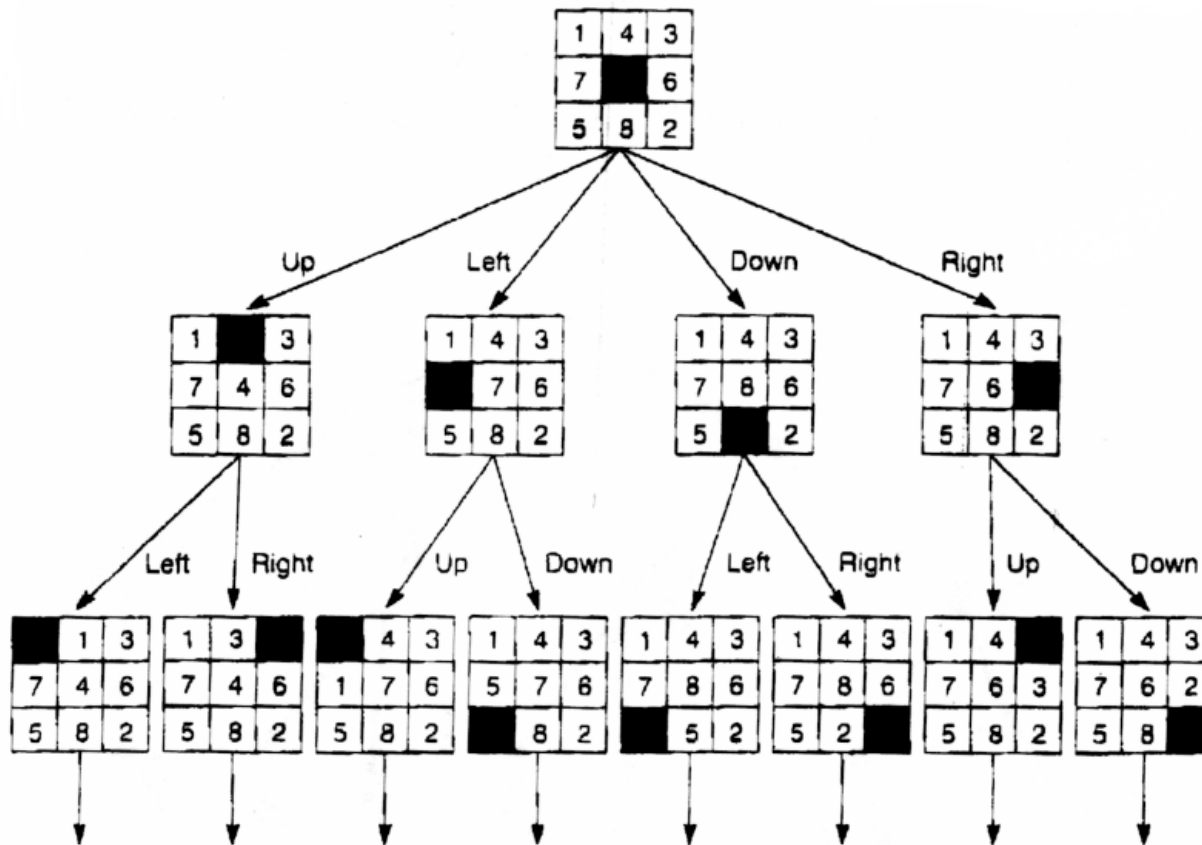 1 4 3
7 6
5 8 2
Up Left Down Right
1 3 1 4 3 1 4 3 1 4 3
7 4 6 7 6 7 8 6 7 6
5 8 2 5 8 2 5 2 5 8 2
Left Right Up Down Left Right Up Down
1 3 1 3 4 3 1 4 3 1 4 3 1 4 3 1 4 1 4 3
7 4 6 7 4 6 1 7 6 5 7 6 7 8 6 7 8 6 7 6 3 7 6 2
5 8 2 5 8 2 5 8 2 8 2 5 2 5 2 5 8 2 5 8